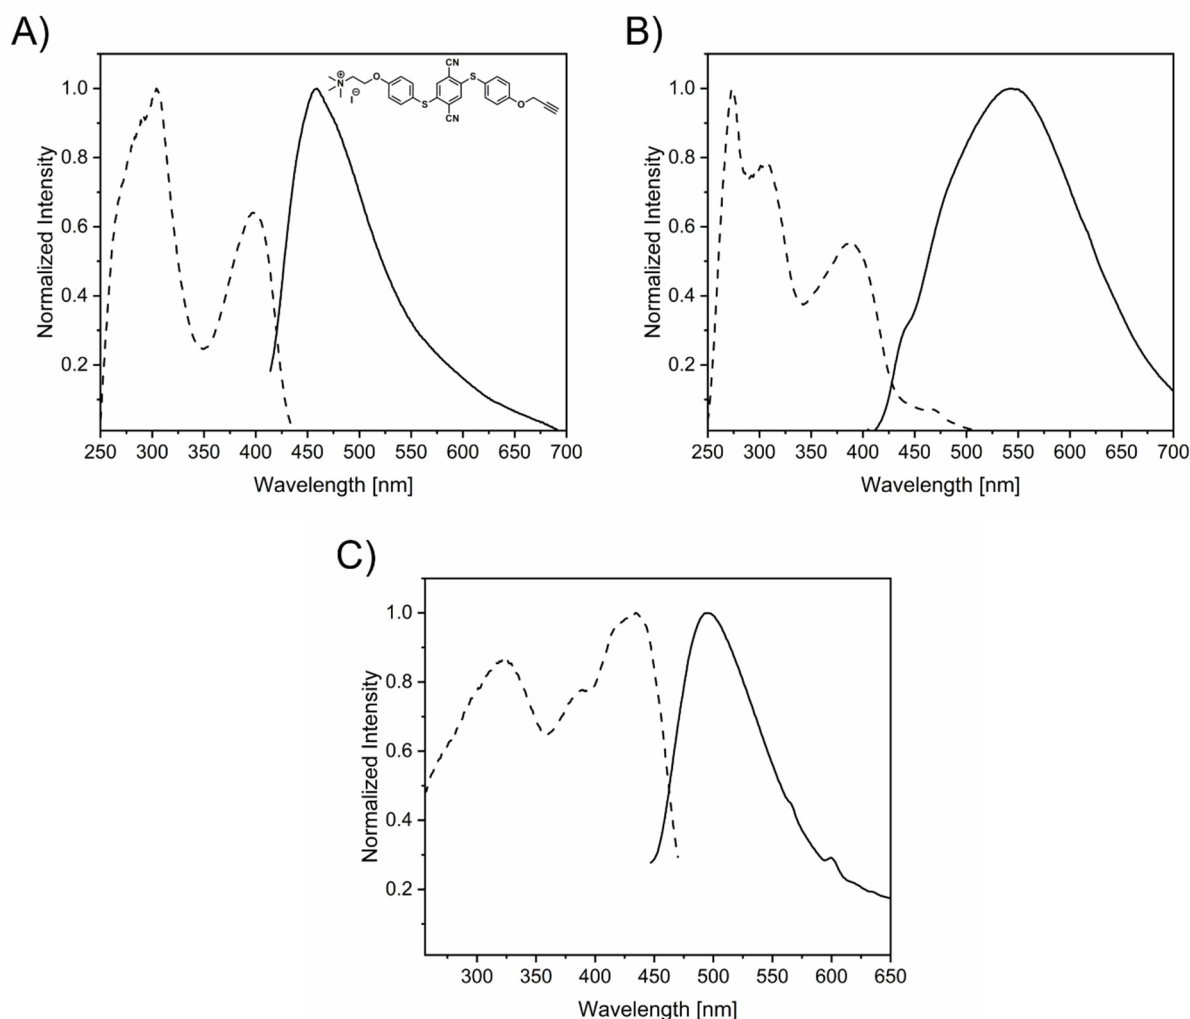 A)
Normalized Intensity
1.0
0.8
0.6
0.4
0.2
250 300 350 400 450 500 550 600 650 700
Wavelength [nm]
N ⊕
I ⊖
O
S
CN
CN
S
O
B)
Normalized Intensity
1.0
0.8
0.6
0.4
0.2
250 300 350 400 450 500 550 600 650 700
Wavelength [nm]
C)
Normalized Intensity
1.0
0.8
0.6
0.4
0.2
300 350 400 450 500 550 600 650
Wavelength [nm]